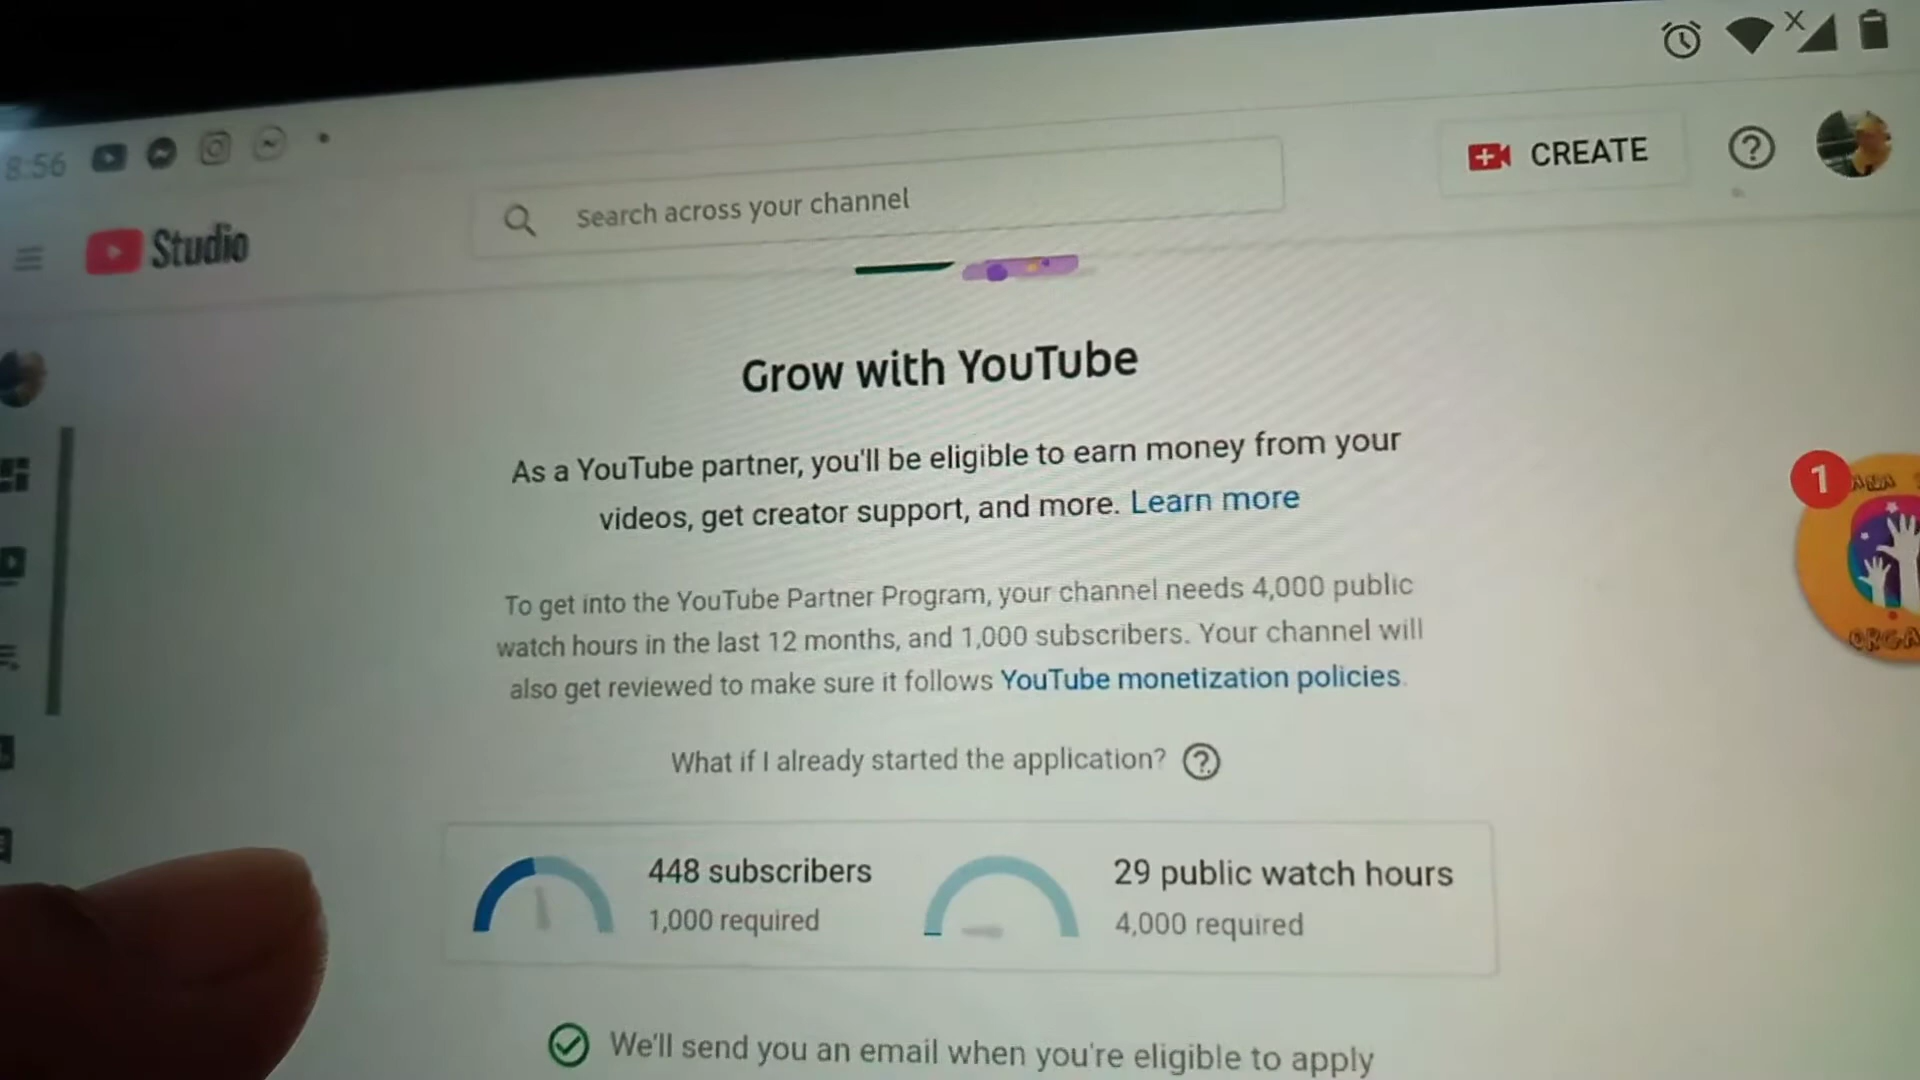 8:56
Studio
Search across your channel
CREATE
Grow with YouTube
As a YouTube partner, you'll be eligible to earn money from your
videos, get creator support, and more. Learn more
To get into the YouTube Partner Program, your channel needs 4,000 public
watch hours in the last 12 months, and 1,000 subscribers. Your channel will
also get reviewed to make sure it follows YouTube monetization policies.
What if I already started the application?
448 subscribers
1,000 required
29 public watch hours
4,000 required
We'll send you an email when you're eligible to apply
1